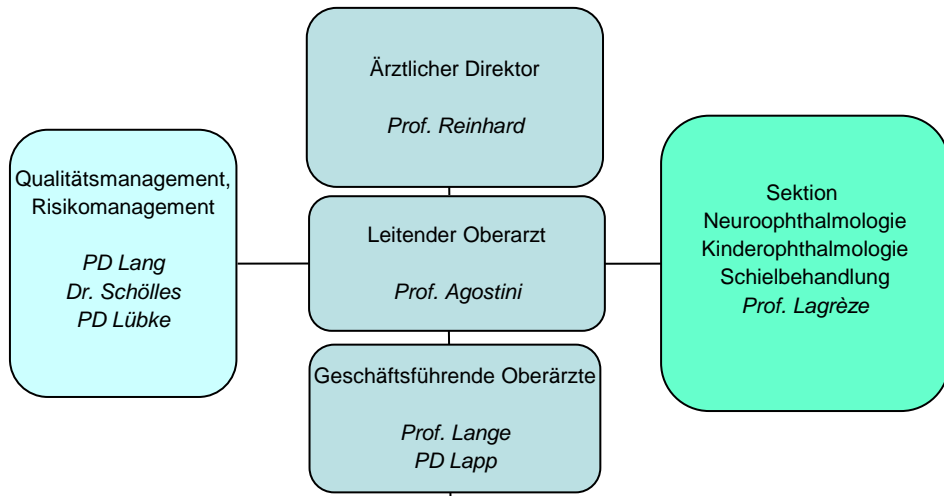 Ärztlicher Direktor
Prof. Reinhard
Qualitätsmanagement,
Risikomanagement
PD Lang
Dr. Schölles
PD Lübke
Leitender Oberarzt
Prof. Agostini
Sektion
Neuroophthalmologie
Kinderophthalmologie
Schielbehandlung
Prof. Lagrèze
Geschäftsführende Oberärzte
Prof. Lange
PD Lapp